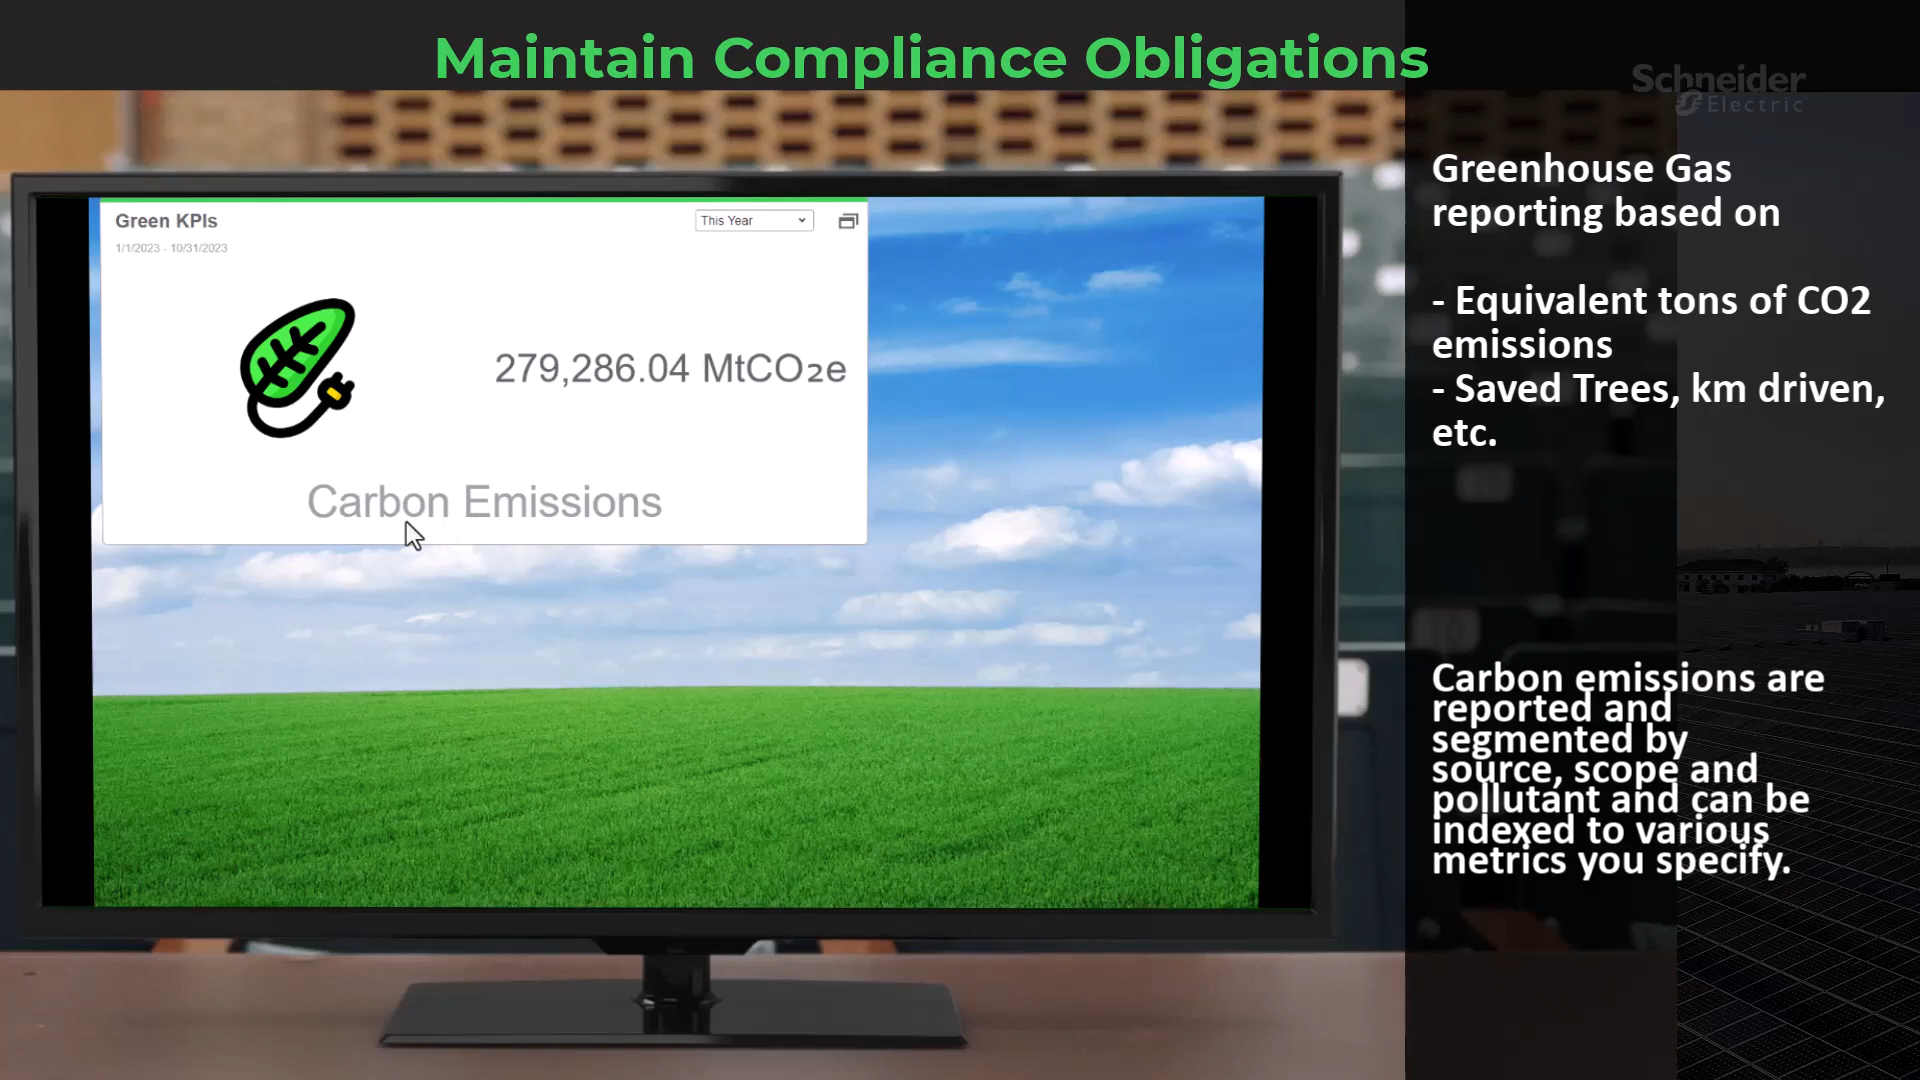 Maintain Compliance Obligations
Schneider
Electric
Green KPIs
This Year
1/1/2023 - 10/31/2023
279,286.04 MtCO₂e
Carbon Emissions
Greenhouse Gas
reporting based on
- Equivalent tons of CO2
emissions
- Saved Trees, km driven,
etc.
Carbon emissions are
reported and
segmented by
source, scope and
pollutant and can be
indexed to various
metrics you specify.